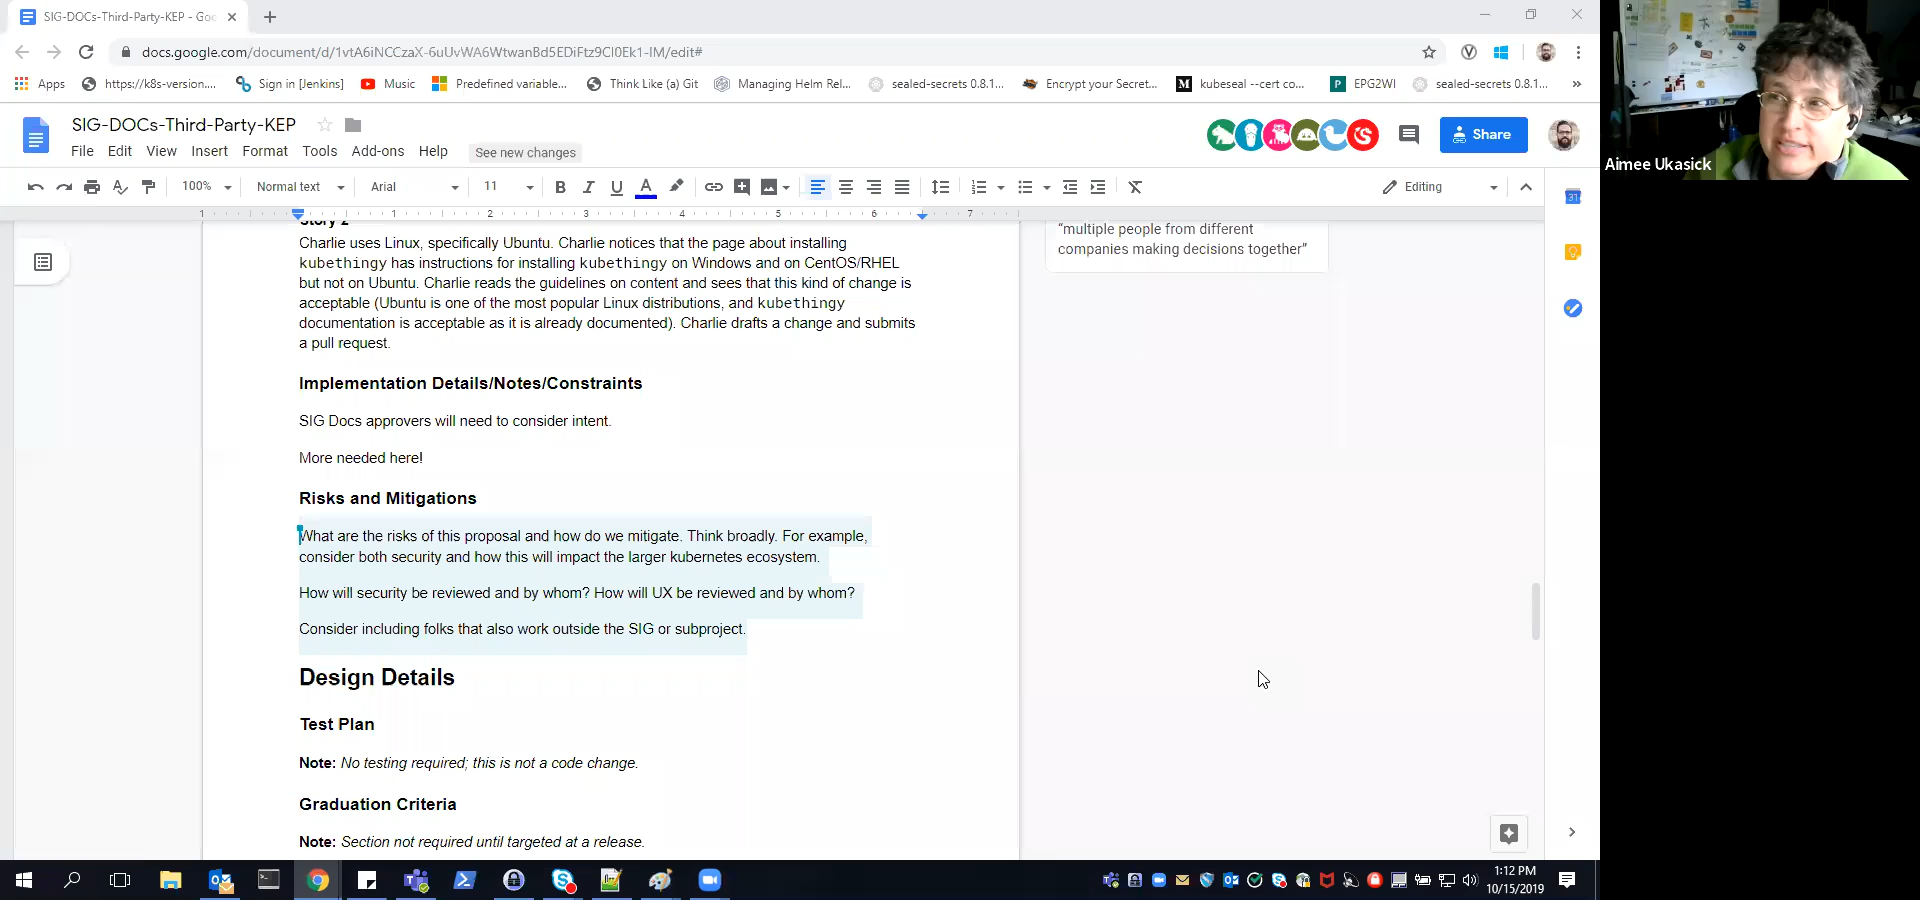 SIG-DOCs-Third-Party-KEP - Goo
docs.google.com/document/d/1vtA6iNCCzaX-6uUvWA6WtwanBd5EDiFtz9Cl0Ek1-IM/edit#
Apps
https://k8s-version....
Sign in [Jenkins]
Music
Predefined variable...
Think Like (a) Git
Managing Helm Rel...
sealed-secrets 0.8.1...
Encrypt your Secret...
kubeseal --cert co...
EPG2WI
sealed-secrets 0.8.1...
SIG-DOCs-Third-Party-KEP
Share
File Edit View Insert Format Tools Add-ons Help See new changes
100% Normal text Arial 11 Editing
1 1 2 3 4 5 6 7
Story 2
Charlie uses Linux, specifically Ubuntu. Charlie notices that the page about installing
kubethingy has instructions for installing kubethingy on Windows and on CentOS/RHEL
but not on Ubuntu. Charlie reads the guidelines on content and sees that this kind of change is
acceptable (Ubuntu is one of the most popular Linux distributions, and kubethingy
documentation is acceptable as it is already documented). Charlie drafts a change and submits
a pull request.
Implementation Details/Notes/Constraints
SIG Docs approvers will need to consider intent.
More needed here!
Risks and Mitigations
What are the risks of this proposal and how do we mitigate. Think broadly. For example,
consider both security and how this will impact the larger kubernetes ecosystem.
How will security be reviewed and by whom? How will UX be reviewed and by whom?
Consider including folks that also work outside the SIG or subproject.
Design Details
Test Plan
Note: No testing required; this is not a code change.
Graduation Criteria
Note: Section not required until targeted at a release.
“multiple people from different
companies making decisions together”
31
Aimee Ukasick
1:12 PM
10/15/2019